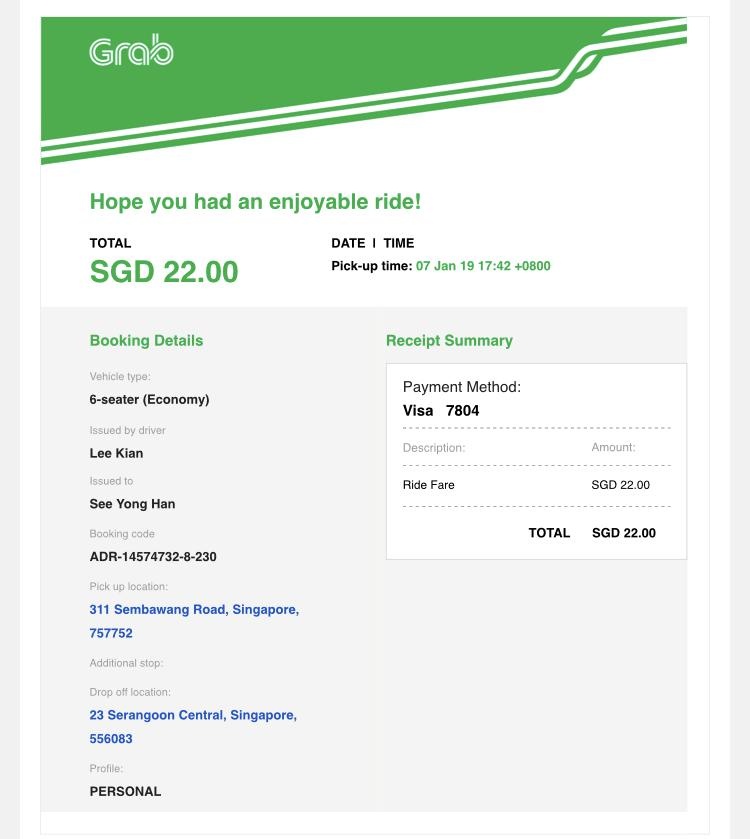 Grab
Hope you had an enjoyable ride!
TOTAL
SGD 22.00
DATE | TIME
Pick-up time: 07 Jan 19 17:42 +0800
Booking Details
Vehicle type:
6-seater (Economy)
Issued by driver
Lee Kian
Issued to
See Yong Han
Booking code
ADR-14574732-8-230
Pick up location:
311 Sembawang Road, Singapore,
757752
Additional stop:
Drop off location:
23 Serangoon Central, Singapore,
556083
Profile:
PERSONAL
Receipt Summary
Payment Method:
Visa 7804
Description: Amount:
Ride Fare SGD 22.00
TOTAL SGD 22.00